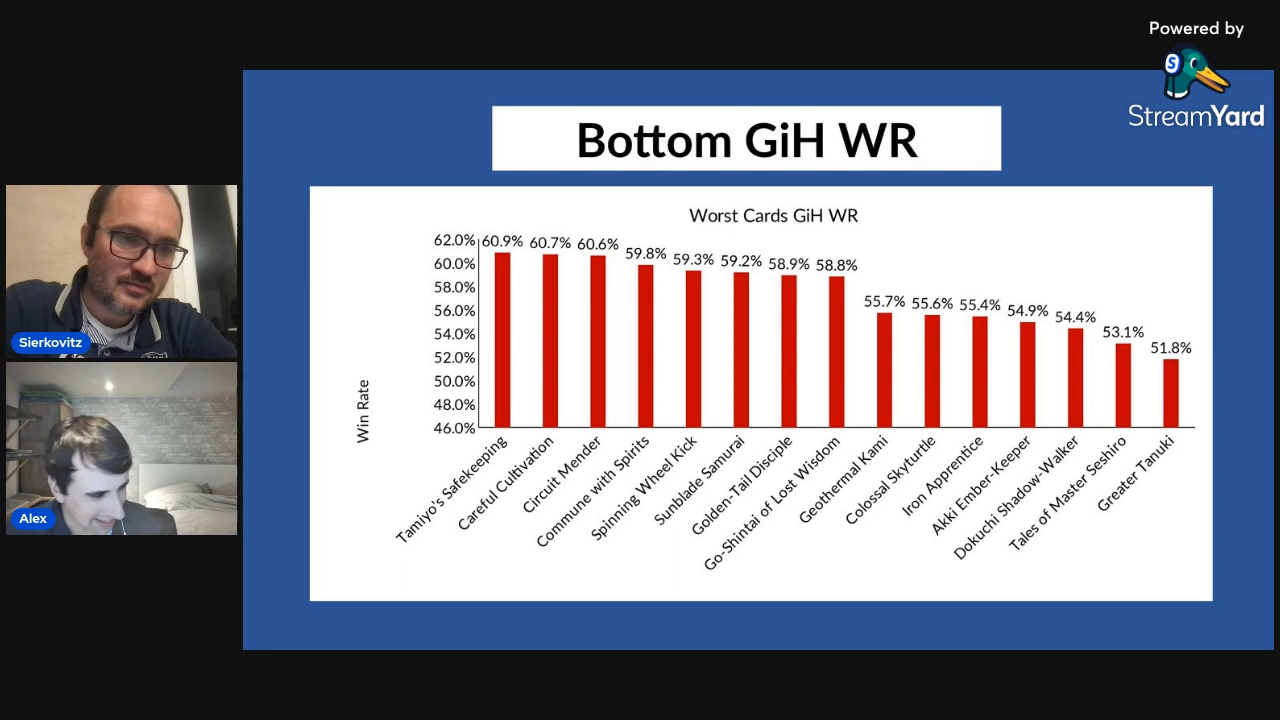 Powered by
StreamYard
Bottom GiH WR
Worst Cards GiH WR
62.0%
60.0%
58.0%
56.0%
54.0%
52.0%
50.0%
48.0%
46.0%
Win Rate
60.9%
60.7%
60.6%
59.8%
59.3%
59.2%
58.9%
58.8%
55.7%
55.6%
55.4%
54.9%
54.4%
53.1%
51.8%
Tamiyo's Safekeeping
Careful Cultivation
Circuit Mender
Commune with Spirits
Spinning Wheel Kick
Sunblade Samurai
Golden-Tail Disciple
Go-Shintai of Lost Wisdom
Geothermal Kami
Colossal Skyturtle
Iron Apprentice
Akki Ember-Keeper
Dokuchi Shadow-Walker
Tales of Master Seshiro
Greater Tanuki
Sierkovitz
Alex